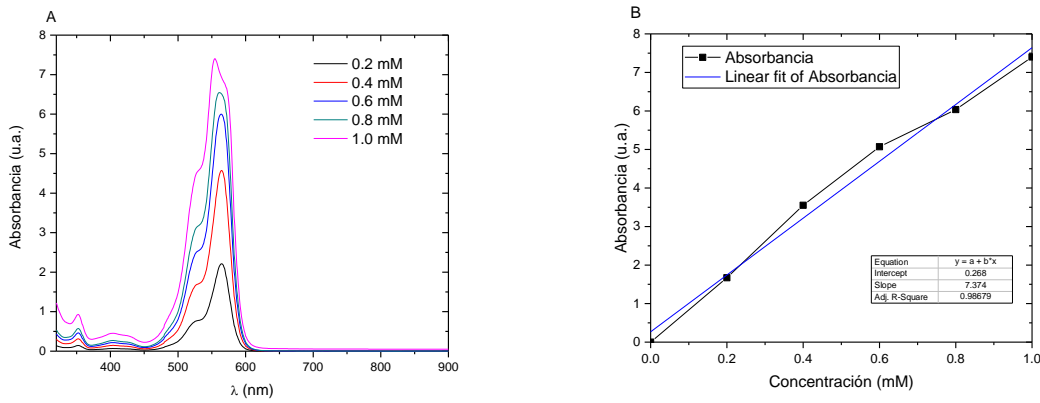 A
Absorbancia (u.a.)
8
7
6
5
4
3
2
1
0
400 500 600 700 800 900
λ (nm)
0.2 mM
0.4 mM
0.6 mM
0.8 mM
1.0 mM
B
Absorbancia (u.a.)
8
7
6
5
4
3
2
1
0
0.0 0.2 0.4 0.6 0.8 1.0
Concentración (mM)
Absorbancia
Linear fit of Absorbancia
Equation y = a + b*x
Intercept 0.268
Slope 7.374
Adj. R-Square 0.98679